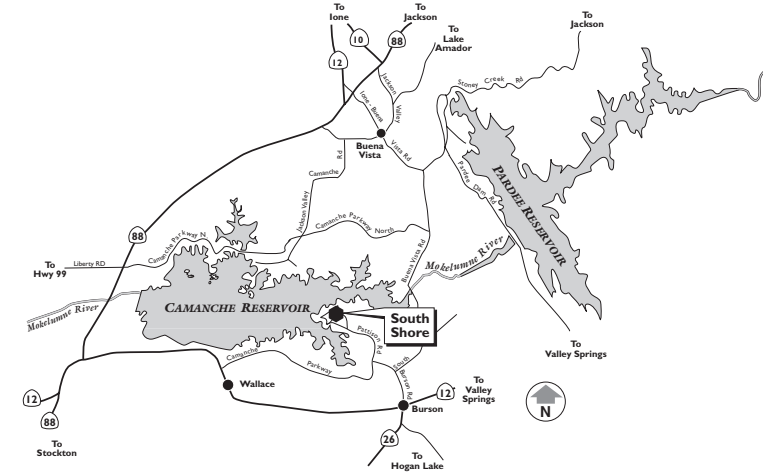 To
Ione
To
Jackson
To
Lake
Amador
To
Jackson
10
88
12
Stoney Creek Rd
Jackson
Valley
Ione - Buena
Vista Rd
Buena
Vista
Camanche
Rd
Jackson Valley
Pardee Dam Rd
PARDEE RESERVOIR
88
Camanche Parkway N
Camanche Parkway North
Buena Vista Rd
To
Hwy 99
Liberty RD
Mokelumne River
Mokelumne River
CAMANCHE RESERVOIR
South
Shore
Pattison
Rd
Camanche
Parkway
South
Burson Rd
To
Valley Springs
Wallace
12
88
To
Stockton
12
To
Valley
Springs
Burson
26
To
Hogan Lake
N